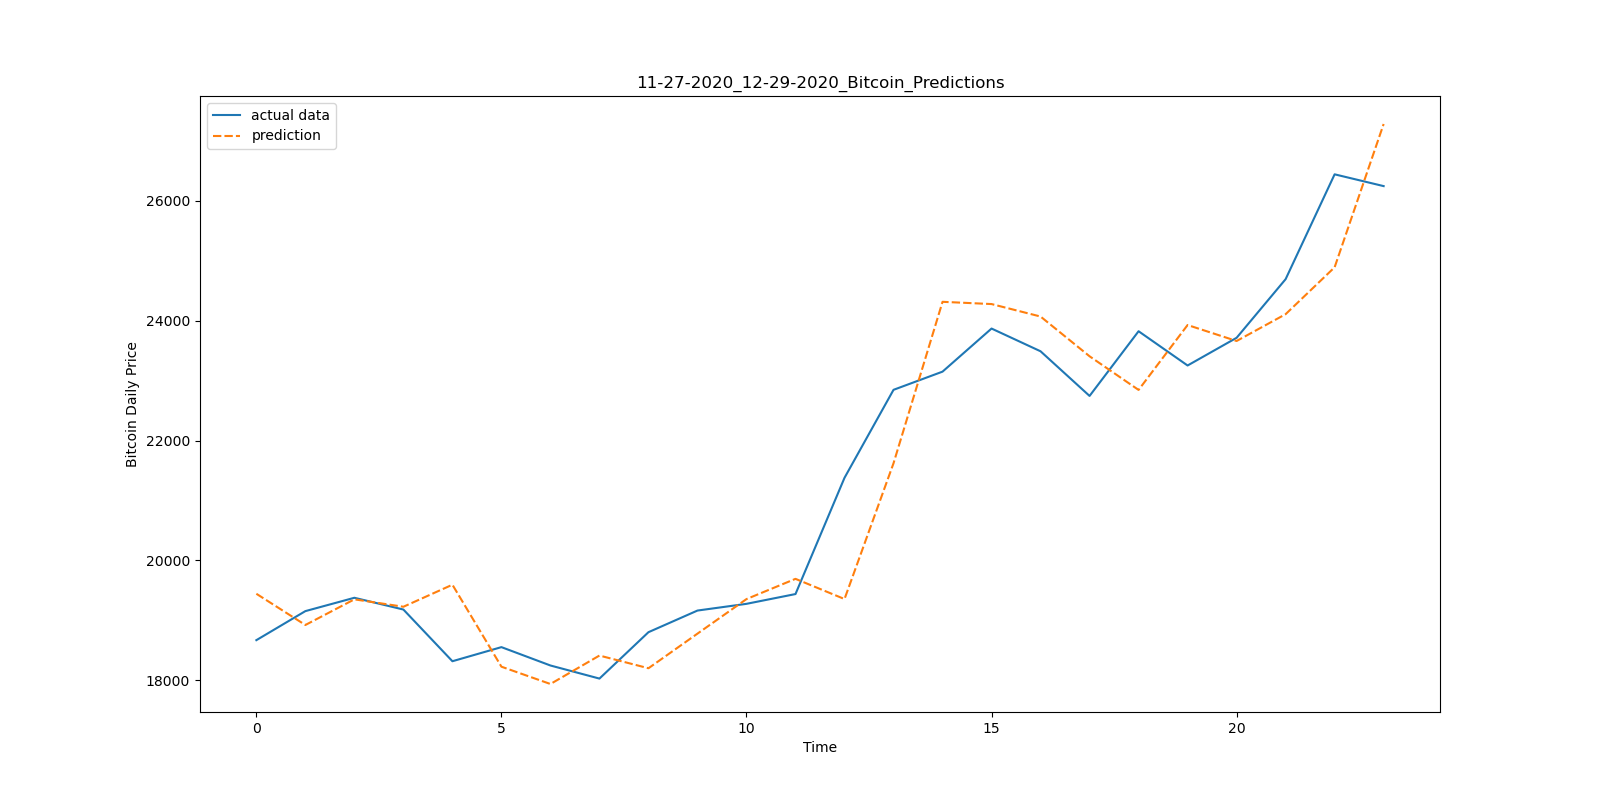 11-27-2020_12-29-2020_Bitcoin_Predictions
actual data
prediction
26000
24000
22000
20000
18000
Bitcoin Daily Price
0 5 10 15 20
Time